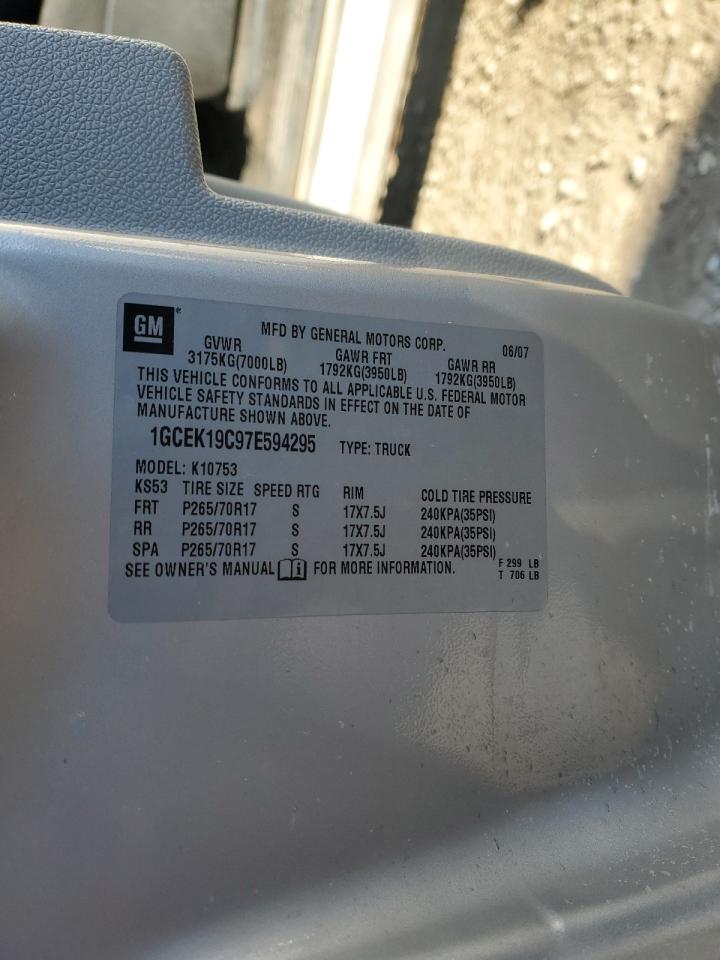 GM ®
MFD BY GENERAL MOTORS CORP. 06/07
GVWR GAWR FRT GAWR RR
3175KG(7000LB) 1792KG(3950LB) 1792KG(3950LB)
THIS VEHICLE CONFORMS TO ALL APPLICABLE U.S. FEDERAL MOTOR
VEHICLE SAFETY STANDARDS IN EFFECT ON THE DATE OF
MANUFACTURE SHOWN ABOVE.
1GCEK19C97E594295 TYPE: TRUCK
MODEL: K10753
KS53 TIRE SIZE SPEED RTG RIM COLD TIRE PRESSURE
FRT P265/70R17 S 17X7.5J 240KPA(35PSI)
RR P265/70R17 S 17X7.5J 240KPA(35PSI)
SPA P265/70R17 S 17X7.5J 240KPA(35PSI)
SEE OWNER'S MANUAL i FOR MORE INFORMATION.
F 299 LB
T 706 LB